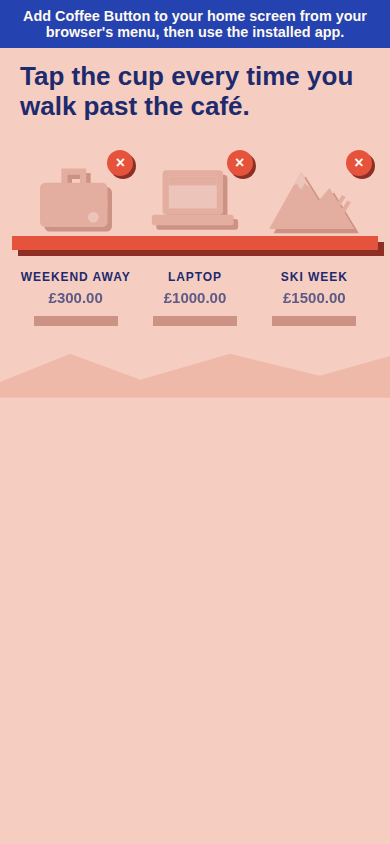 Add Coffee Button to your home screen from your
browser's menu, then use the installed app.
Tap the cup every time you
walk past the café.
× × ×
WEEKEND AWAY LAPTOP SKI WEEK
£300.00 £1000.00 £1500.00